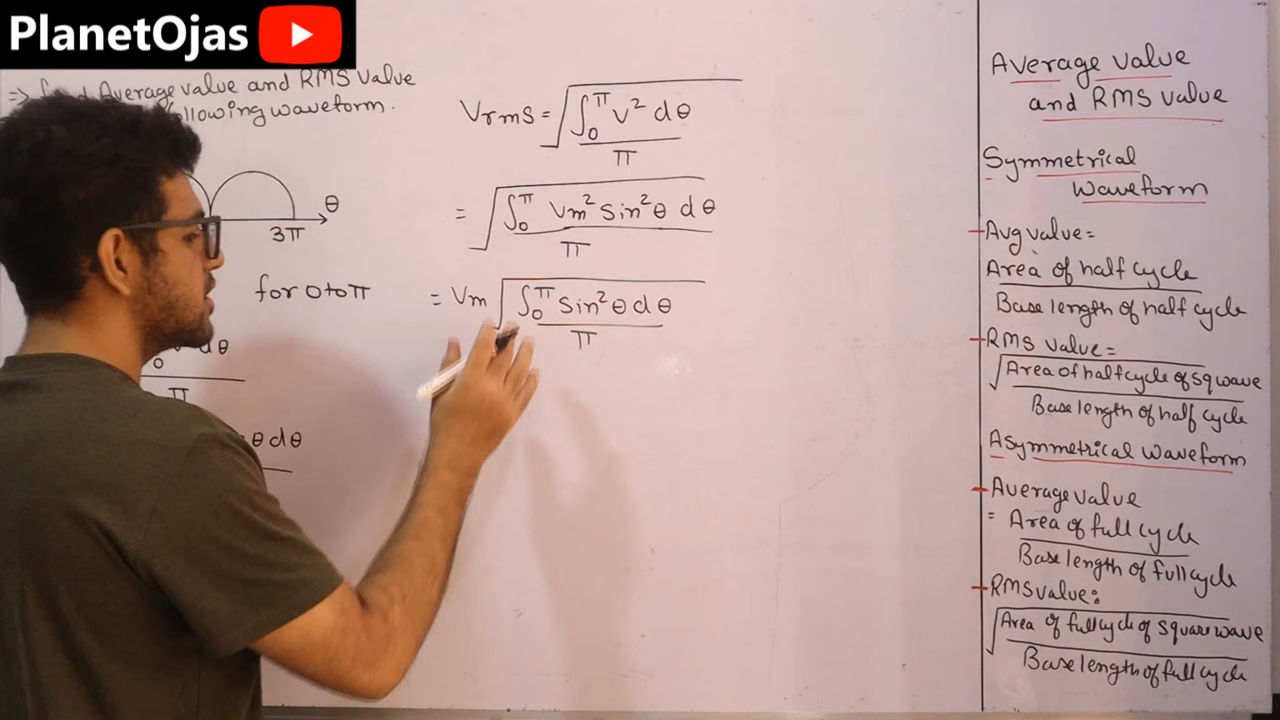 PlanetOjas
=> Average value and RMS value
following waveform.
θ
3π
for 0 to π
dθ
0
π
θ dθ
Vrms = √(∫₀^π v² dθ / π)
= √(∫₀^π Vm² Sin²θ dθ / π)
= Vm √(∫₀^π Sin²θ dθ / π)
Average value
and RMS value
Symmetrical
Waveform
Avg value =
Area of half cycle
Base length of half cycle
RMS value =
√Area of half cycle of sq wave
Base length of half cycle
Asymmetrical Waveform
Average value
= Area of full cycle
Base length of full cycle
RMS value:
√Area of full cycle of square wave
Base length of full cycle